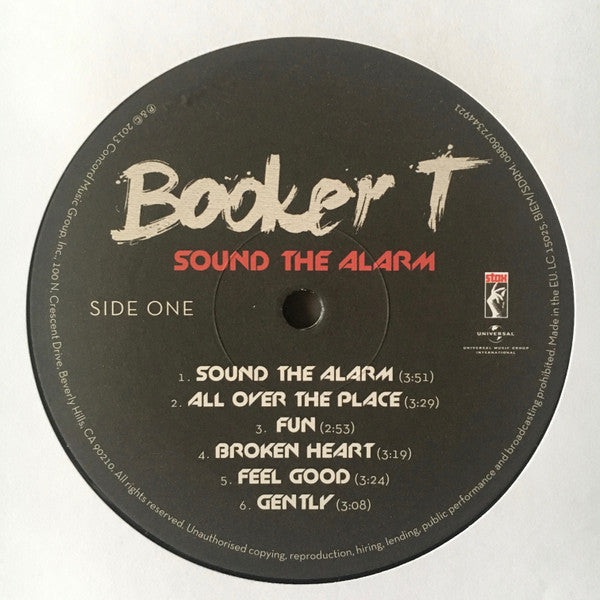 Booker T
SOUND THE ALARM
SIDE ONE
stax
UNIVERSAL
UNIVERSAL MUSIC GROUP
INTERNATIONAL
1. SOUND THE ALARM (3:51)
2. ALL OVER THE PLACE (3:29)
3. FUN (2:53)
4. BROKEN HEART (3:19)
5. FEEL GOOD (3:24)
6. GENTLY (3:08)
℗ & © 2013 Concord Music Group, Inc., 100 N. Crescent Drive, Beverly Hills, CA 90210. All rights reserved. Unauthorised copying, reproduction, hiring, lending, public performance and broadcasting prohibited. Made in the EU. LC 15025. BIEM/SDRM. 0888072344921